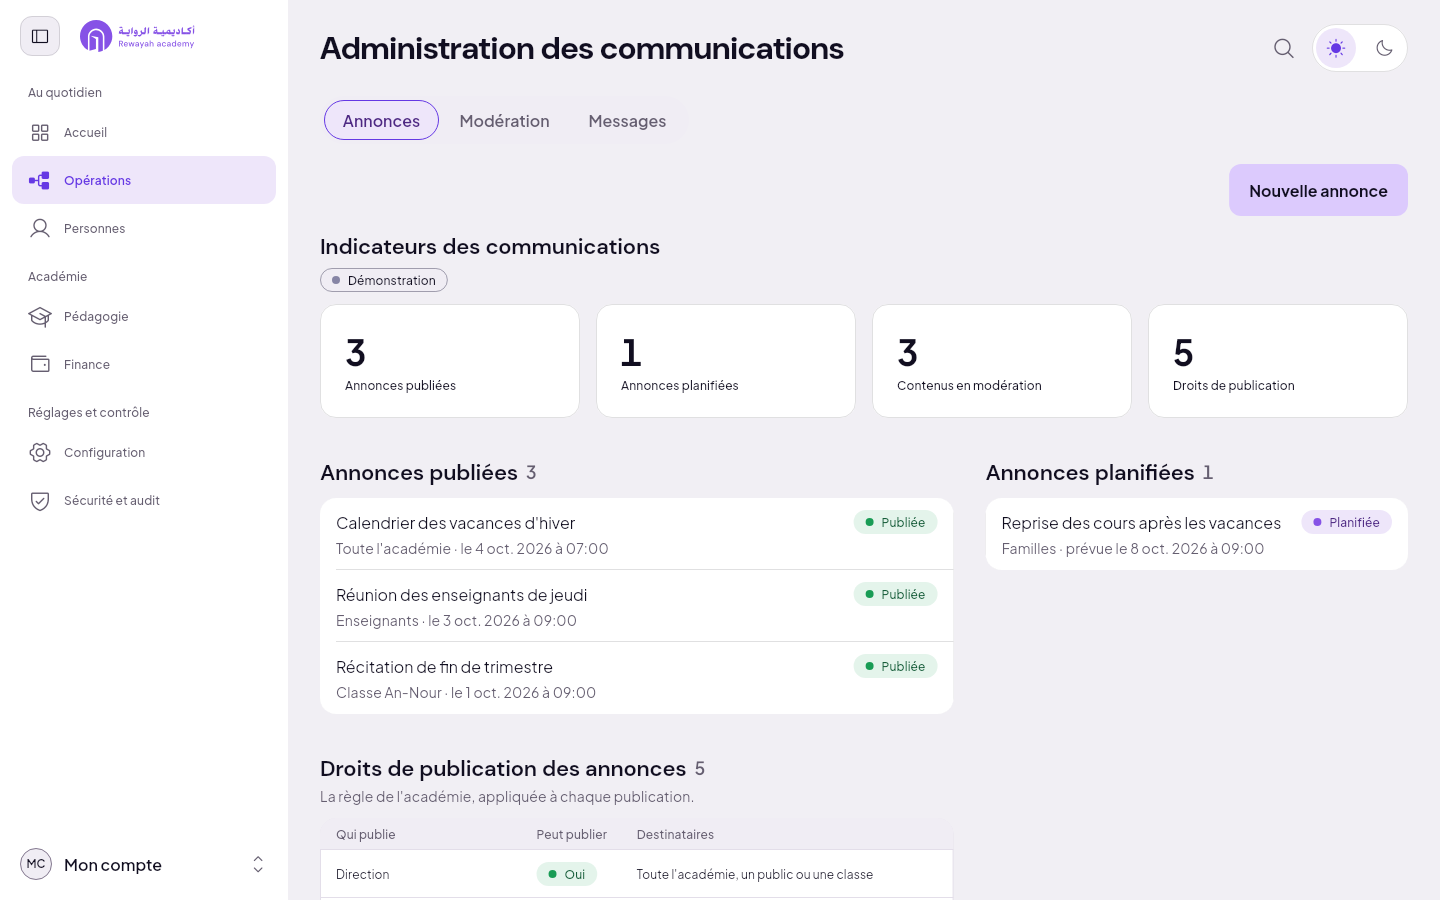 أكاديمية الرواية
Rewayah academy
Au quotidien
Accueil
Opérations
Personnes
Académie
Pédagogie
Finance
Réglages et contrôle
Configuration
Sécurité et audit
MC
Mon compte
Administration des communications
Annonces
Modération
Messages
Nouvelle annonce
Indicateurs des communications
Démonstration
3
Annonces publiées
1
Annonces planifiées
3
Contenus en modération
5
Droits de publication
Annonces publiées 3
Calendrier des vacances d'hiver
Publiée
Toute l'académie · le 4 oct. 2026 à 07:00
Réunion des enseignants de jeudi
Publiée
Enseignants · le 3 oct. 2026 à 09:00
Récitation de fin de trimestre
Publiée
Classe An-Nour · le 1 oct. 2026 à 09:00
Annonces planifiées 1
Reprise des cours après les vacances
Planifiée
Familles · prévue le 8 oct. 2026 à 09:00
Droits de publication des annonces 5
La règle de l'académie, appliquée à chaque publication.
Qui publie Peut publier Destinataires
Direction Oui Toute l'académie, un public ou une classe